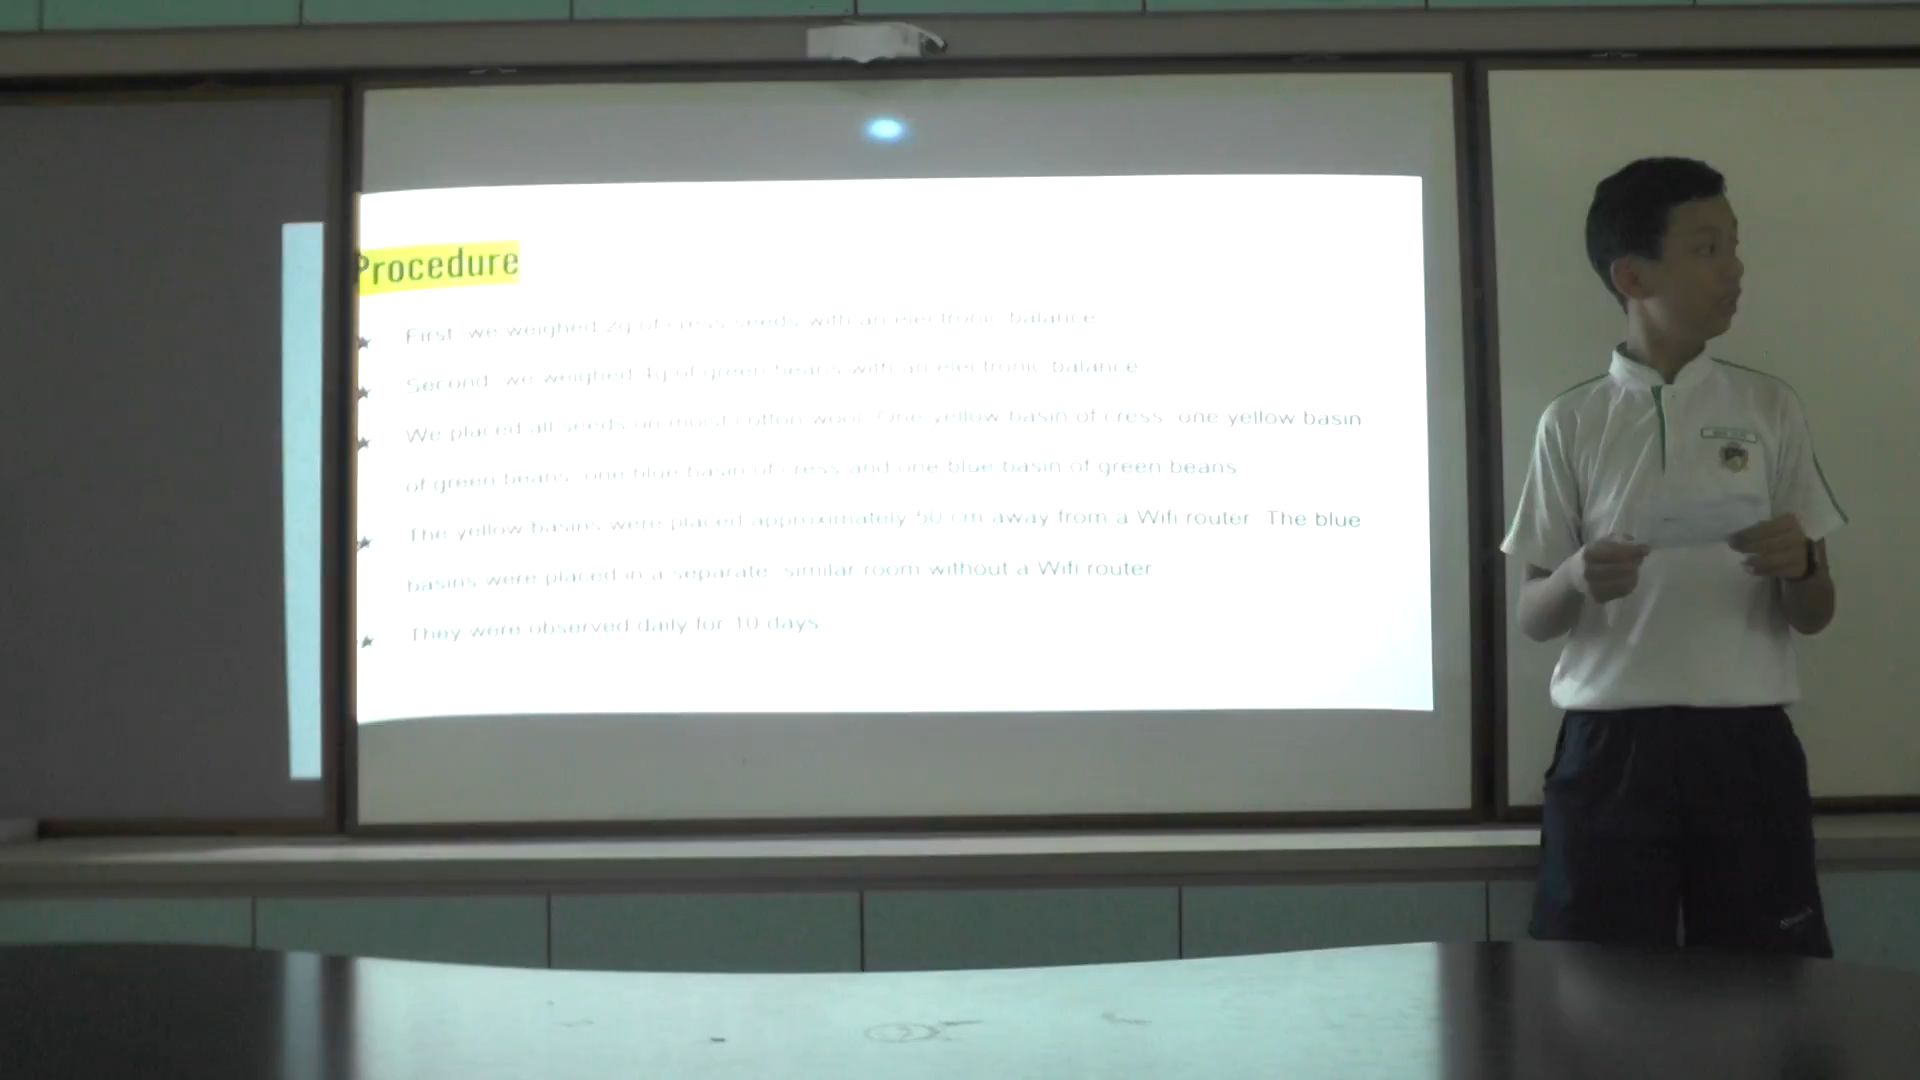 Procedure
★ First we weighed 2g of cress seeds with an electronic balance
★ Second we weighed 4g of green beans with an electronic balance
★ We placed all seeds on moist cotton wool. One yellow basin of cress, one yellow basin
of green beans, one blue basin of cress and one blue basin of green beans
★ The yellow basins were placed approximately 50 cm away from a Wifi router. The blue
basins were placed in a separate, similar room without a Wifi router
★ They were observed daily for 10 days